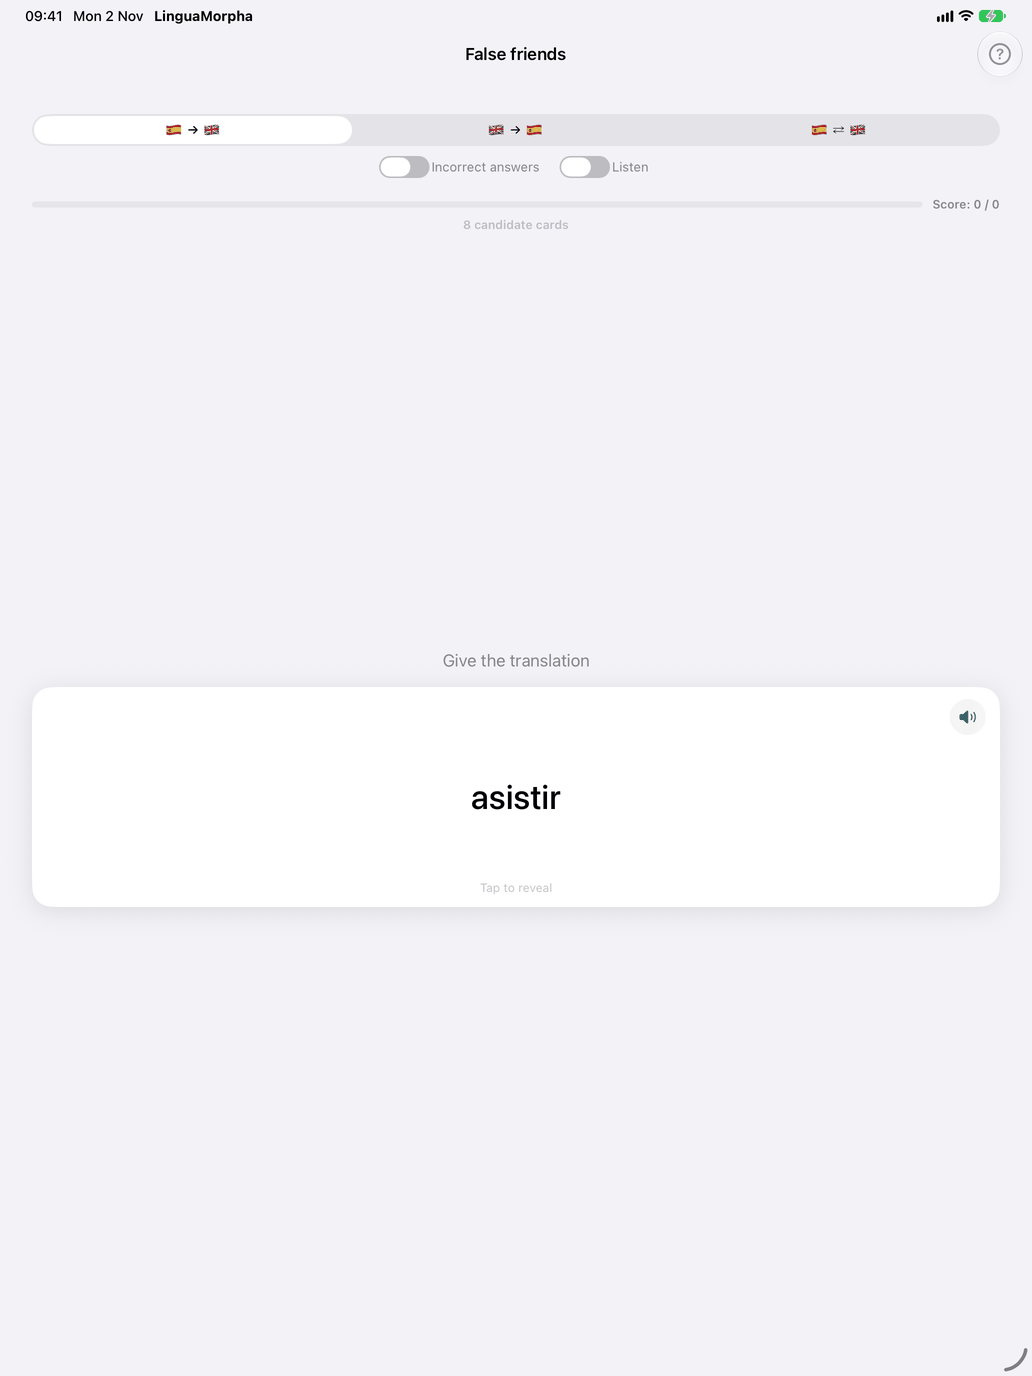 09:41 Mon 2 Nov LinguaMorpha
False friends
?
🇪🇸 → 🇬🇧
🇬🇧 → 🇪🇸
🇪🇸 ⇄ 🇬🇧
Incorrect answers
Listen
Score: 0 / 0
8 candidate cards
Give the translation
asistir
Tap to reveal